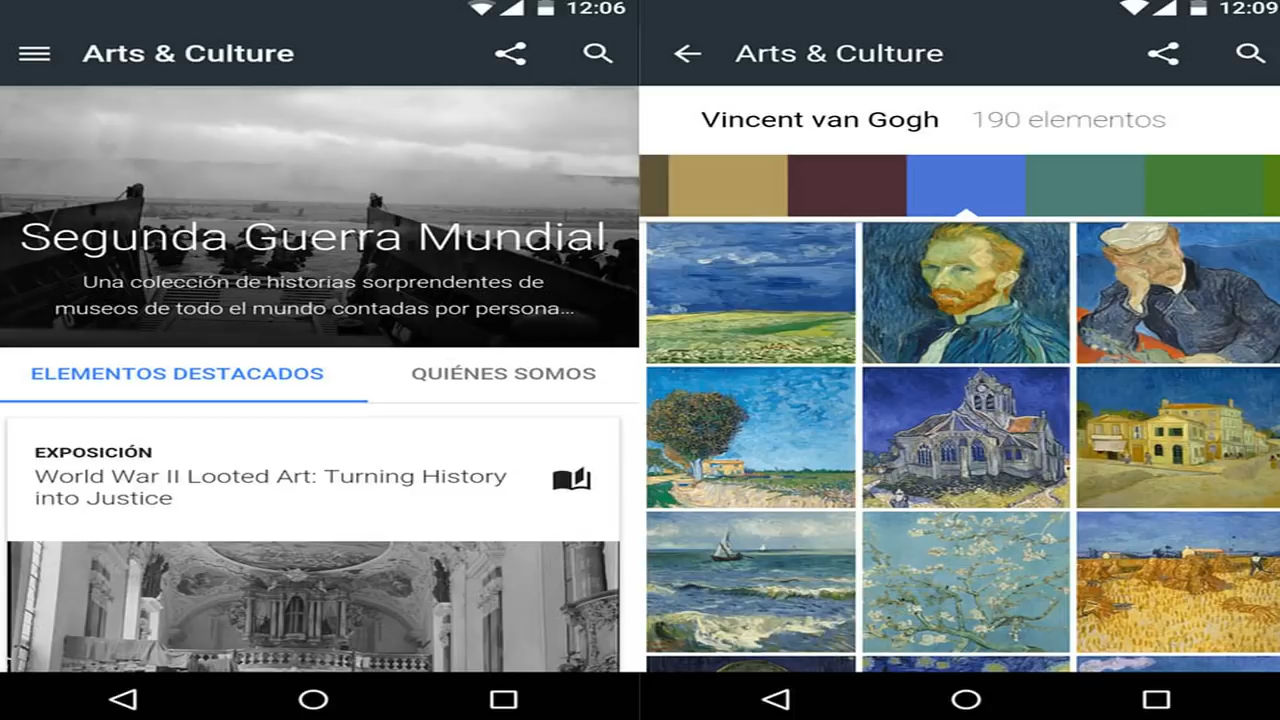 12:06
Arts & Culture
Segunda Guerra Mundial
Una colección de historias sorprendentes de
museos de todo el mundo contadas por persona...
ELEMENTOS DESTACADOS
QUIÉNES SOMOS
EXPOSICIÓN
World War II Looted Art: Turning History
into Justice
12:09
Arts & Culture
Vincent van Gogh 190 elementos